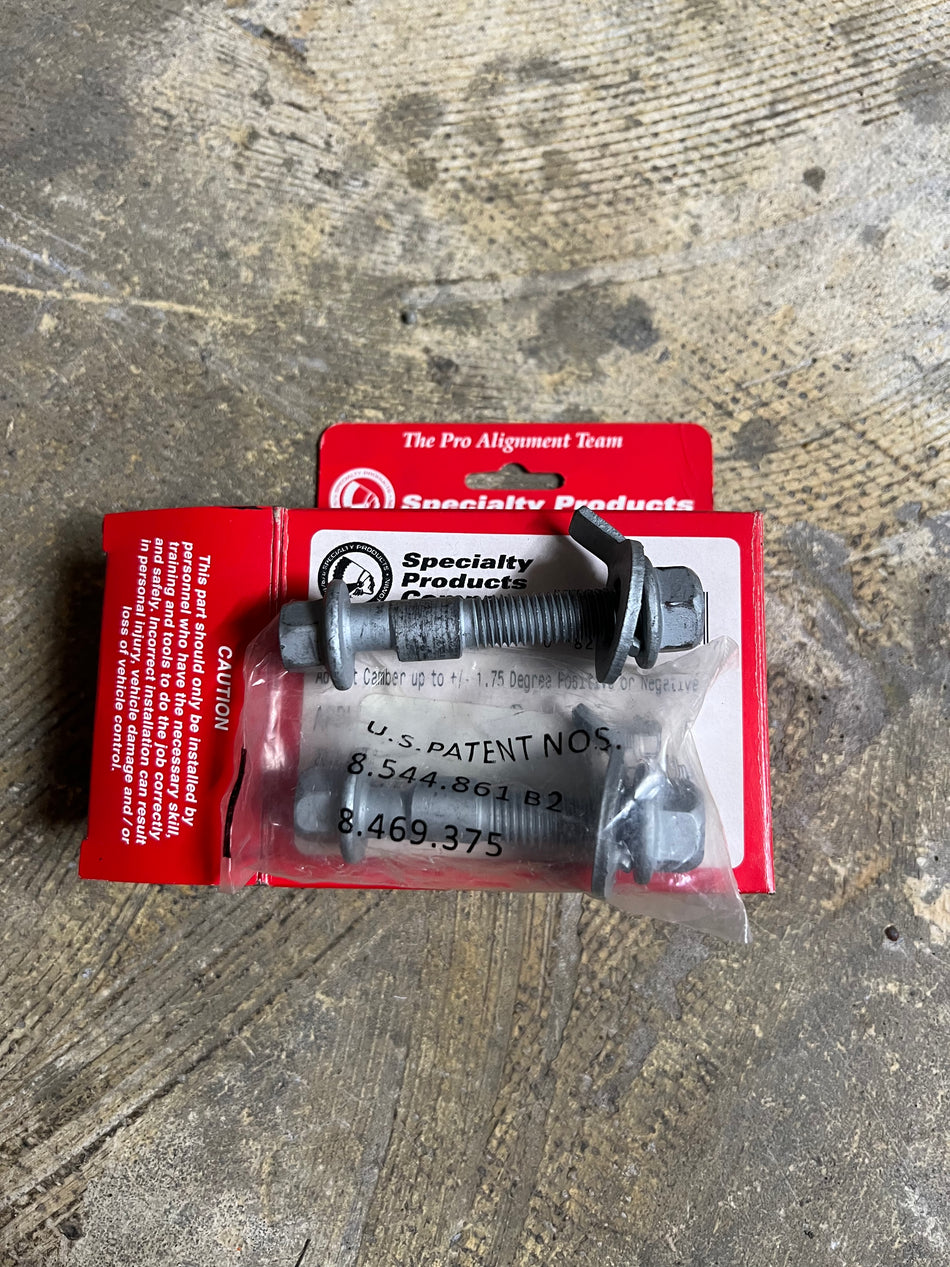 The Pro Alignment Team
Specialty Products
Specialty
Products
SPECIALTY PRODUCTS
Camber up to +/- 1.75 Degree Positive or Negative
U.S. PATENT NOS.
8.544.861 B2
8.469.375
CAUTION
This part should only be installed by
personnel who have the necessary skill,
training and tools to do the job correctly
and safely. Incorrect installation can result
in personal injury, vehicle damage and/or
loss of vehicle control.